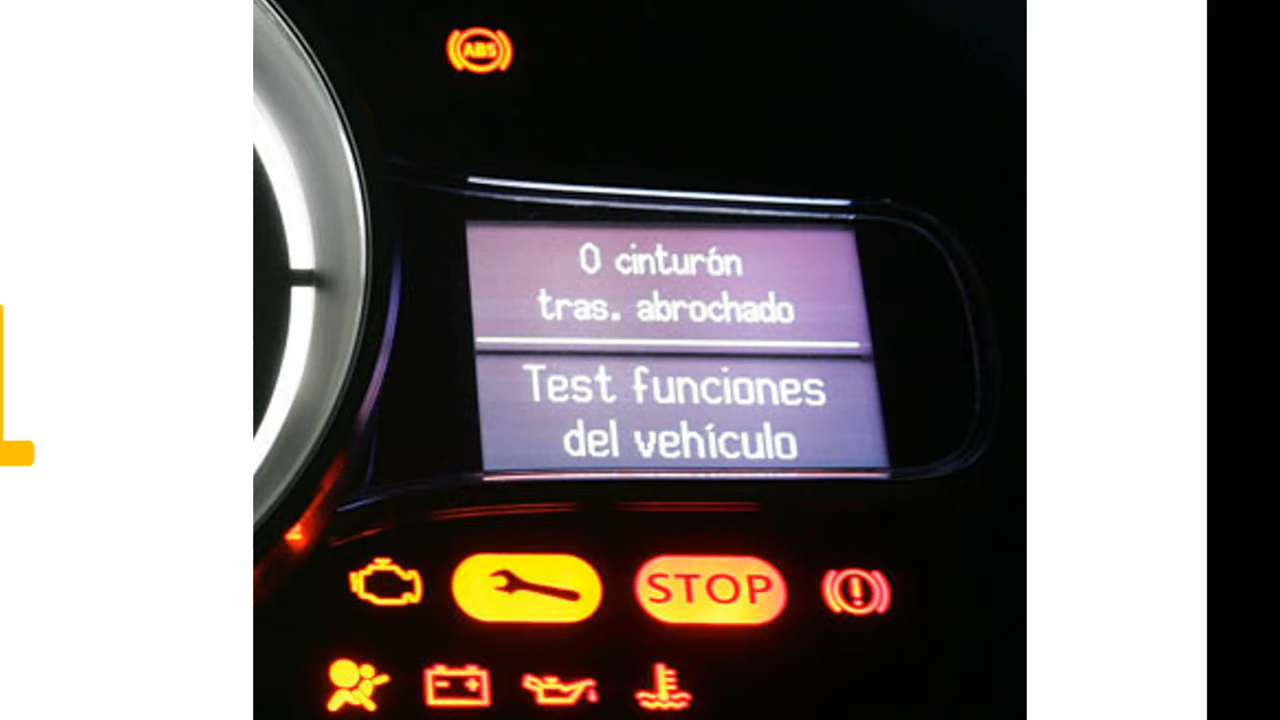 ABS
0 cinturón
tras. abrochado
Test funciones
del vehículo
STOP